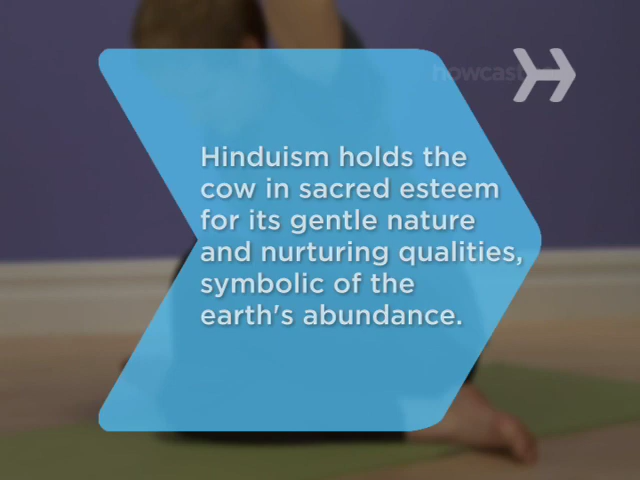 howcast
Hinduism holds the
cow in sacred esteem
for its gentle nature
and nurturing qualities,
symbolic of the
earth's abundance.